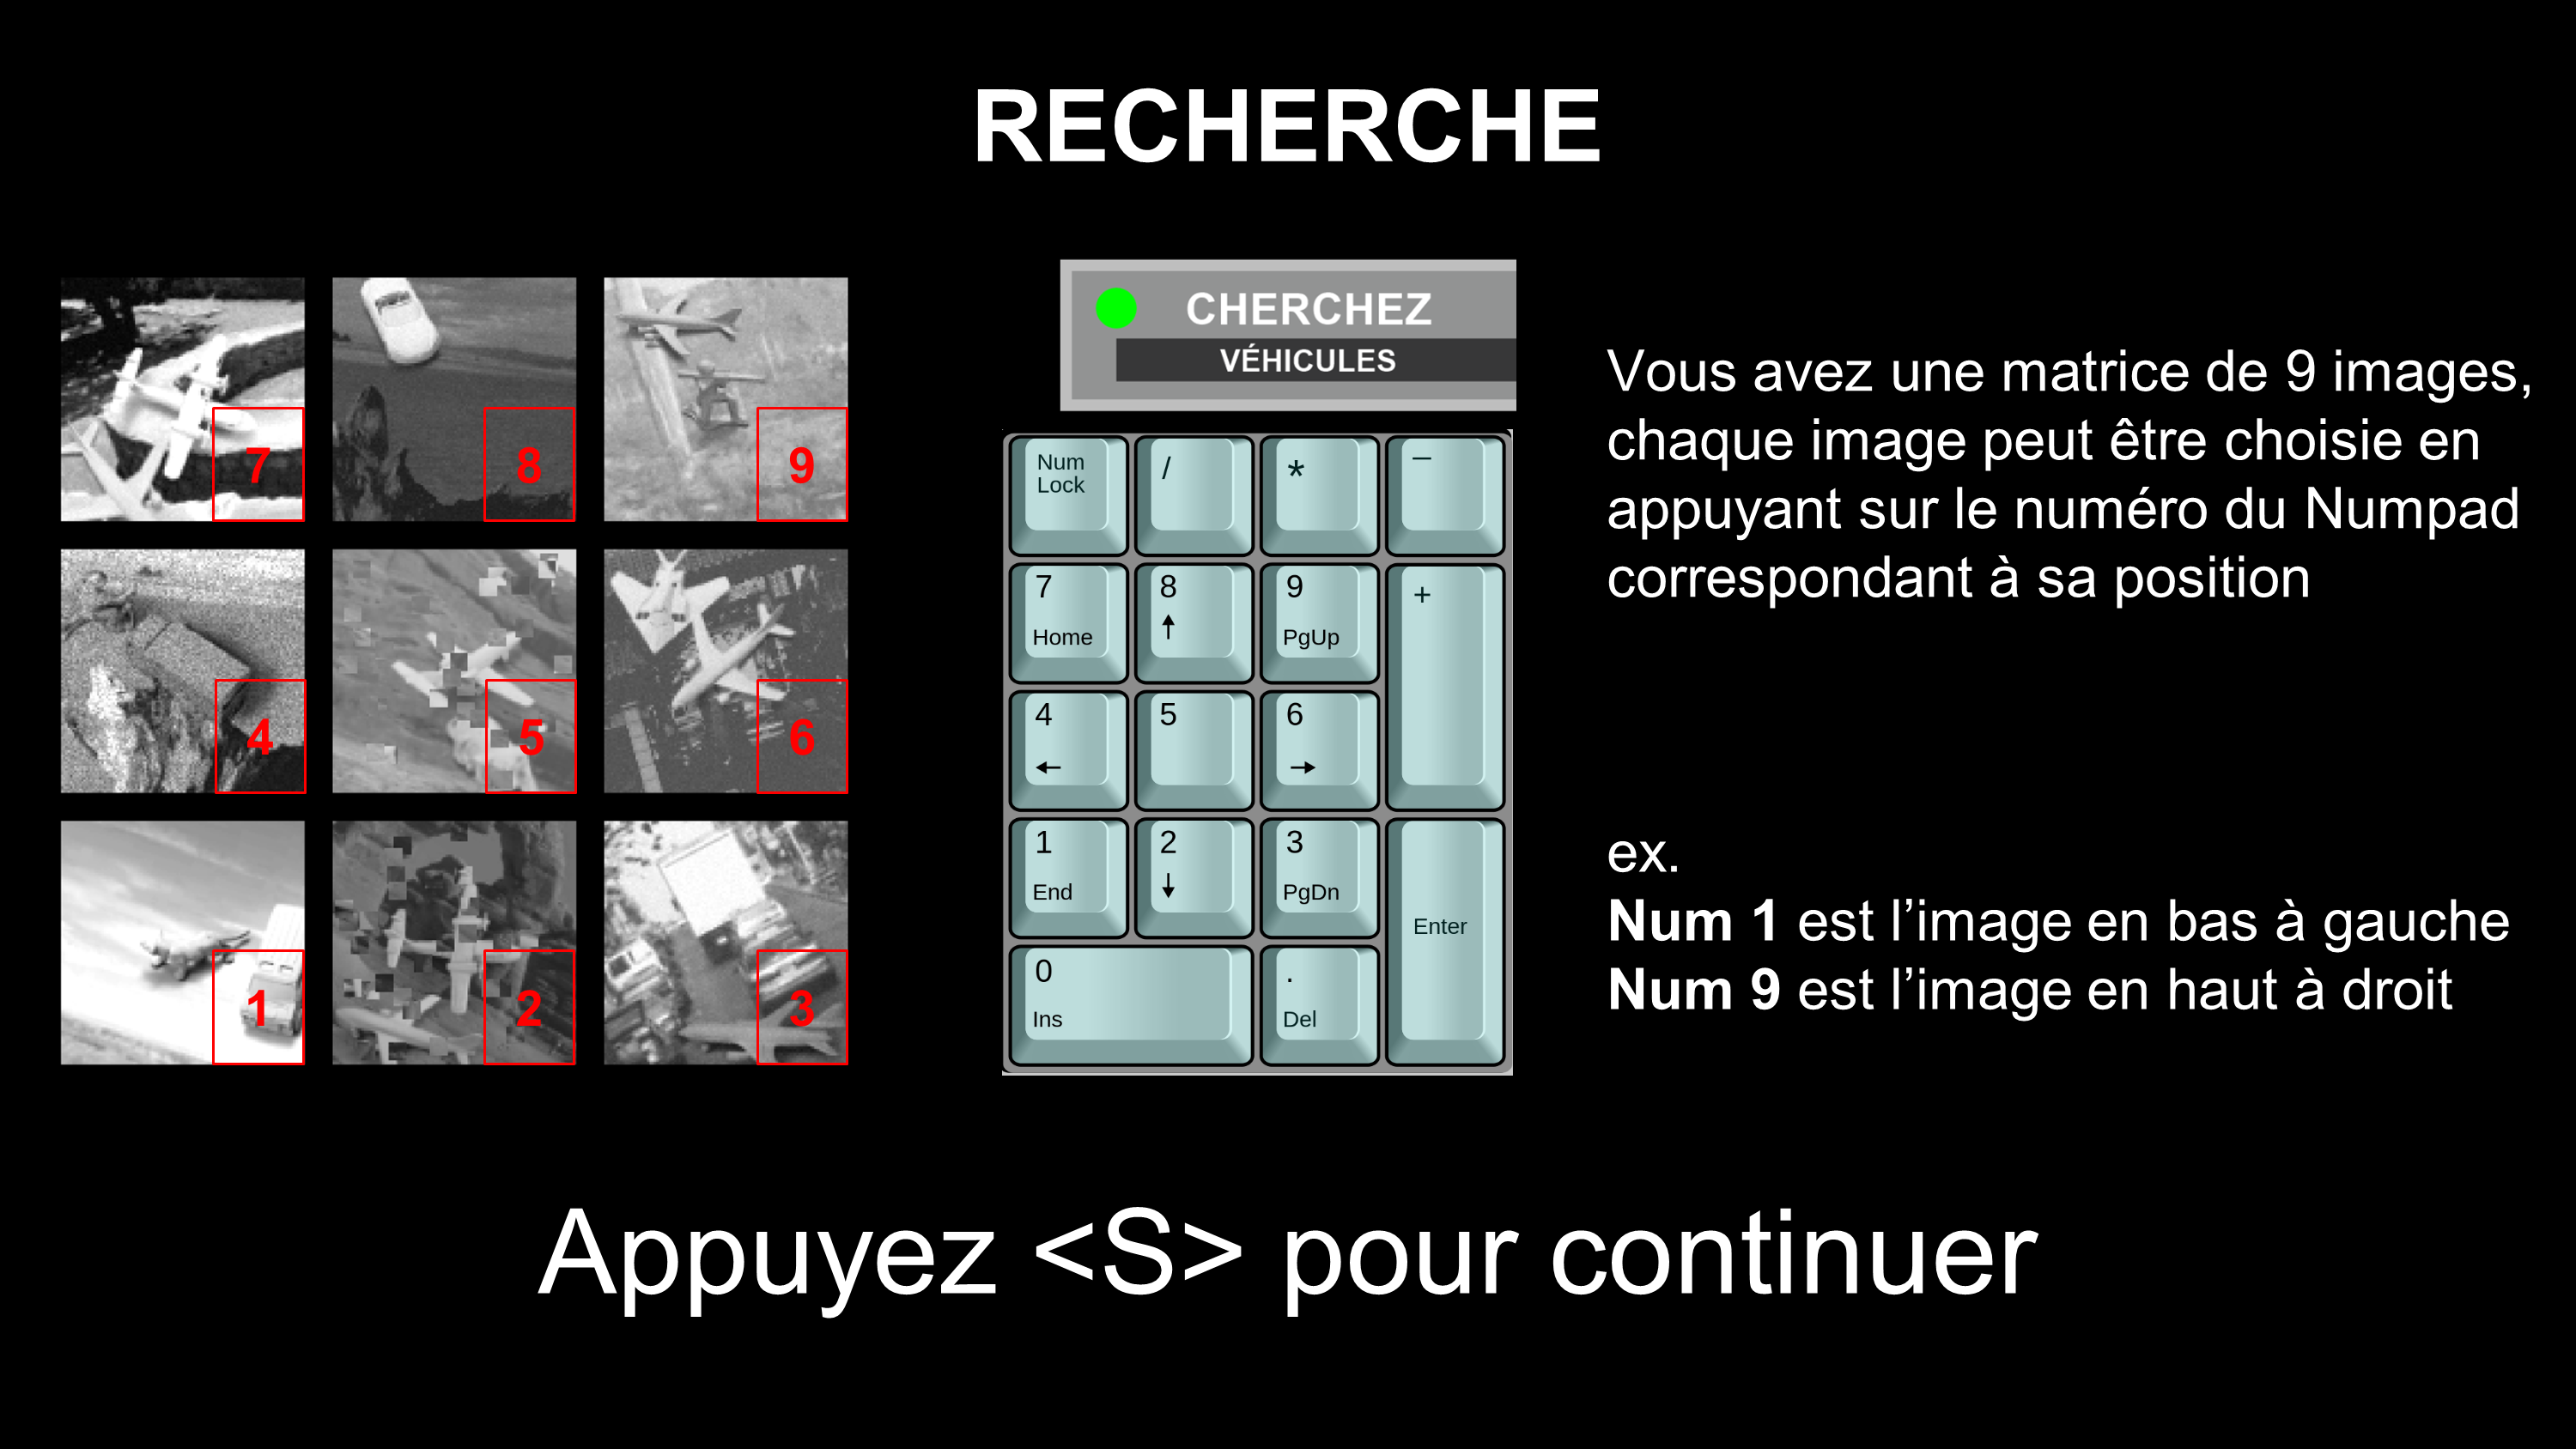 RECHERCHE
7
8
9
4
5
6
1
2
3
CHERCHEZ
VÉHICULES
Num
Lock
/
*
–
7
Home
8
9
PgUp
+
4
5
6
1
End
2
3
PgDn
Enter
0
Ins
.
Del
Vous avez une matrice de 9 images,
chaque image peut être choisie en
appuyant sur le numéro du Numpad
correspondant à sa position
ex.
Num 1 est l’image en bas à gauche
Num 9 est l’image en haut à droit
Appuyez <S> pour continuer